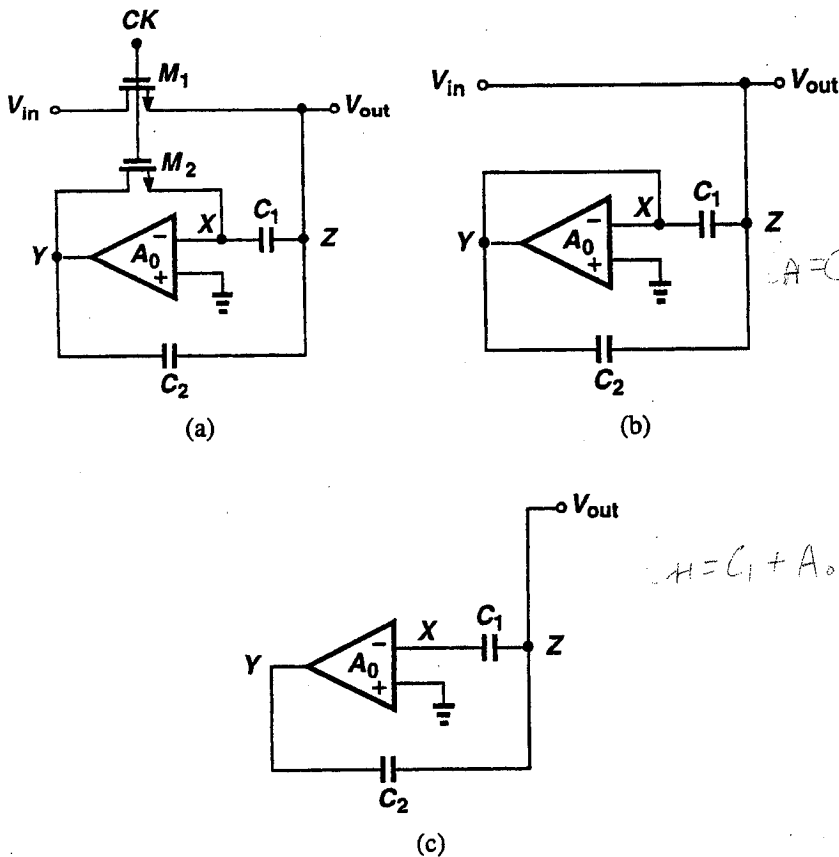 CK
M1
Vin
Vout
M2
X
C1
Y
A0
Z
−
+
C2
(a)
Vin
Vout
X
C1
Y
A0
Z
−
+
C2
(b)
Vout
X
C1
Y
A0
Z
−
+
C2
(c)
= C1 + A0